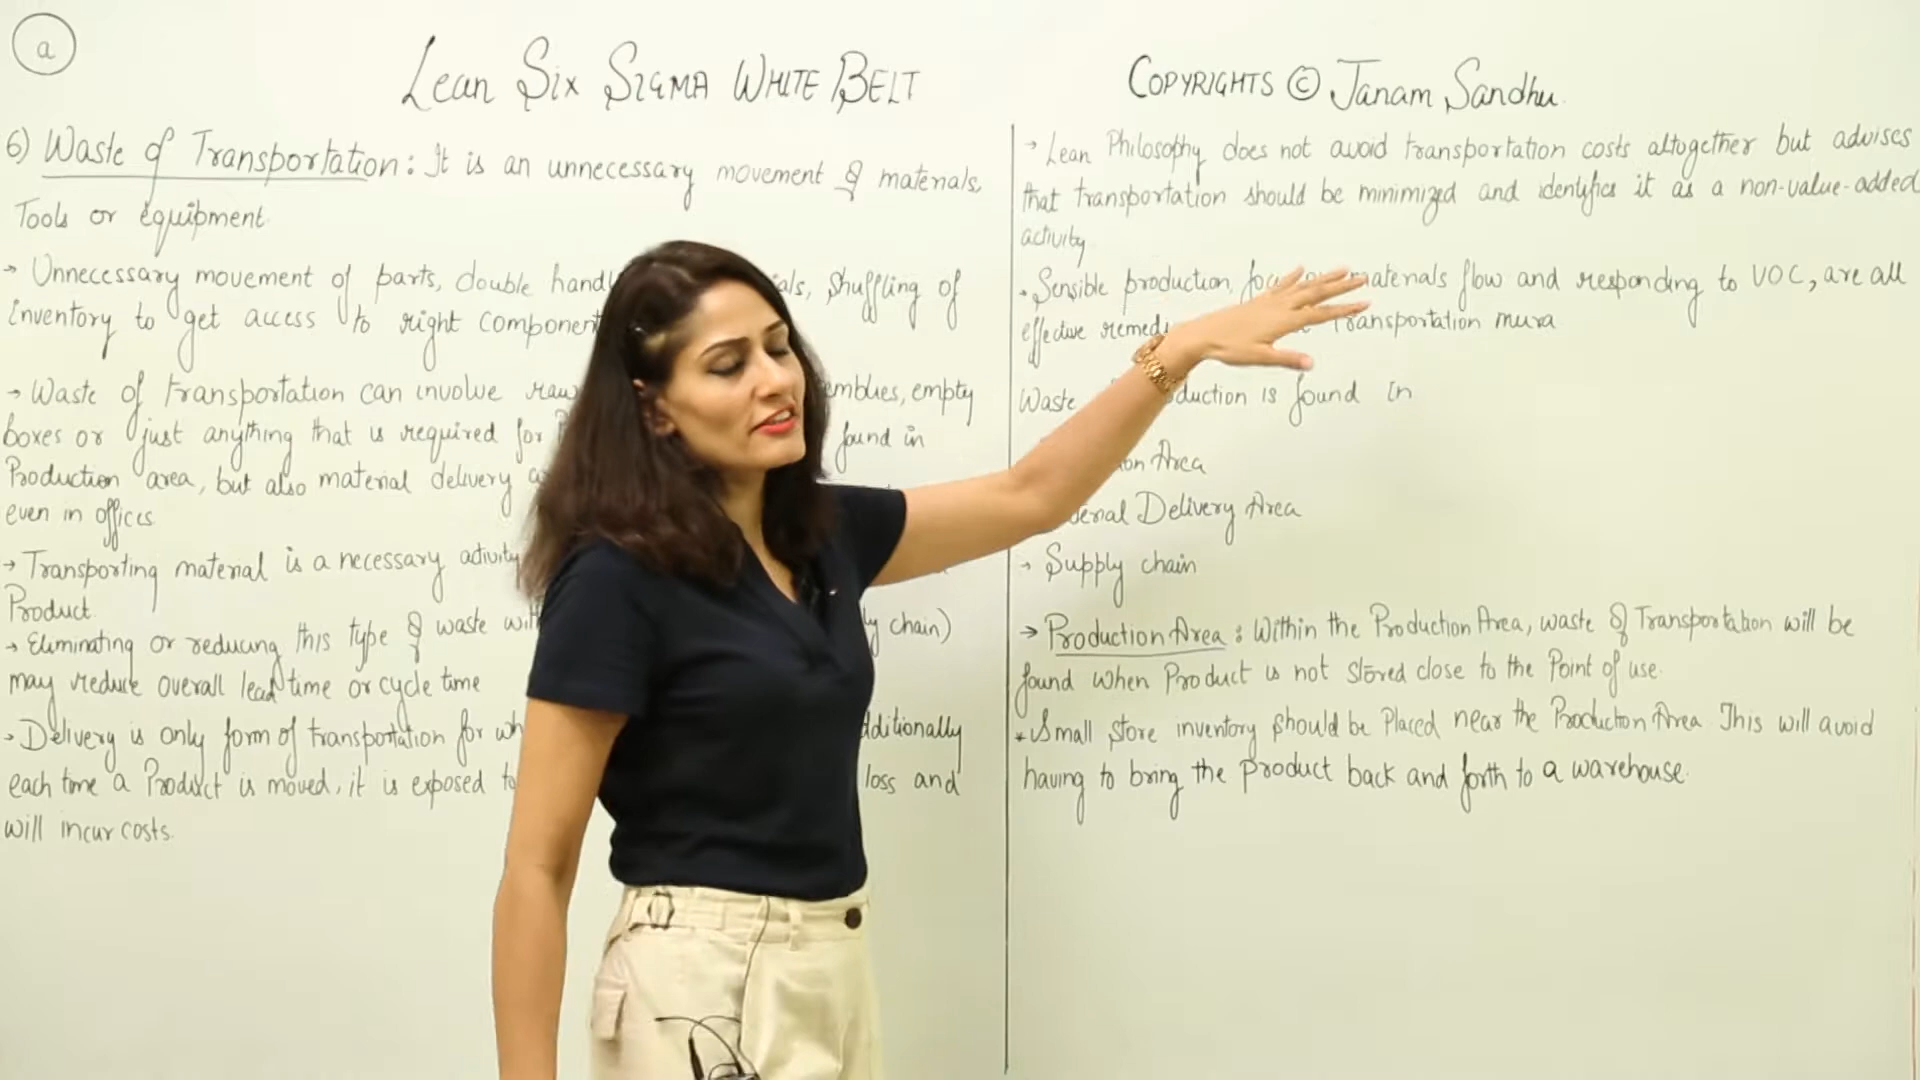 a
Lean Six Sigma White Belt
Copyrights © Janam Sandhu
6) Waste of Transportation: It is an unnecessary movement of materials,
Tools or equipment.
→ Unnecessary movement of parts, double shuffling of
Inventory to get access to right component
→ Waste of transportation can involve raw empty
boxes or just anything that is required for found in
Production area, but also material delivery
even in offices
→ Transporting material is a necessary activity
Product.
→ Eliminating or reducing this type of waste chain)
may reduce overall lead time or cycle time
→ Delivery is only form of transportation for additionally
each time a Product is moved, it is exposed to loss and
will incur costs.
→ Lean Philosophy does not avoid transportation costs altogether but advises
that transportation should be minimized and identifies it as a non-value-added
activity
• Sensible production, materials flow and responding to VOC, are all
effective Transportation mura
Waste is found in
Area
Delivery Area
→ Supply chain
→ Production Area: Within the Production Area, waste of Transportation will be
found when Product is not stored close to the Point of use.
* Small store inventory should be Placed near the Production Area This will avoid
having to bring the product back and forth to a warehouse.